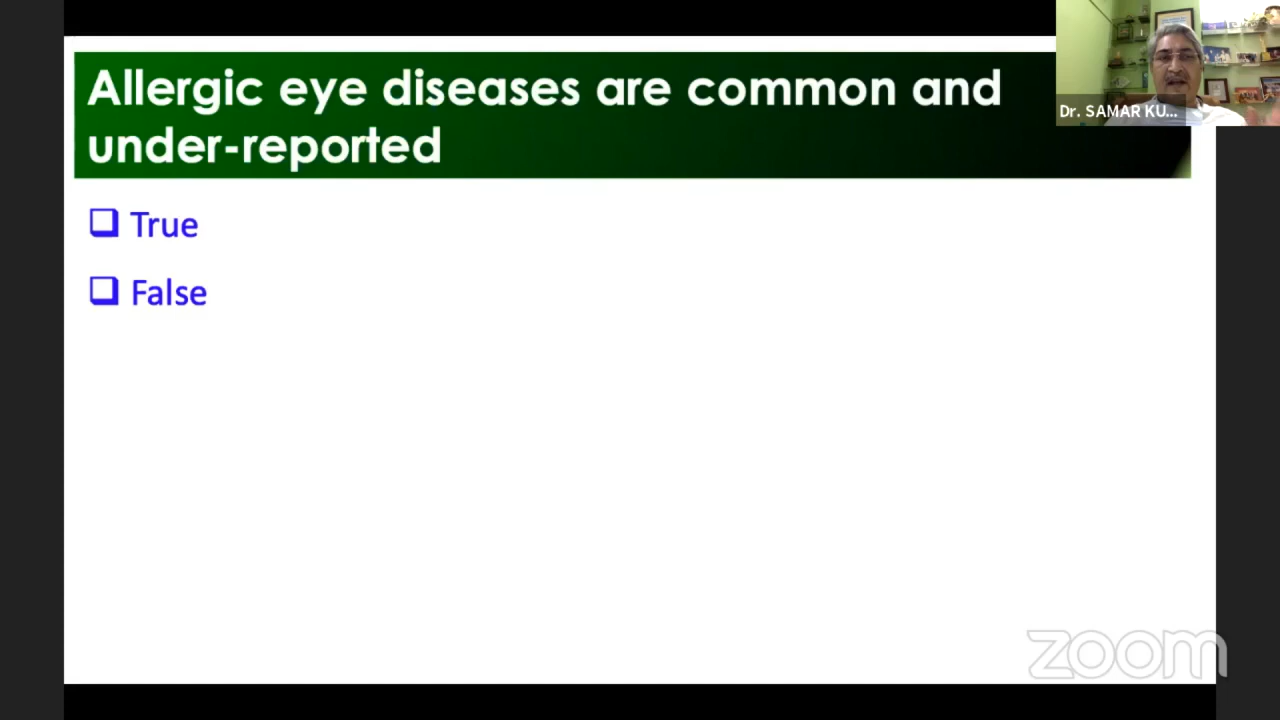 Allergic eye diseases are common and
under-reported
Dr. SAMAR KU...
True
False
zoom